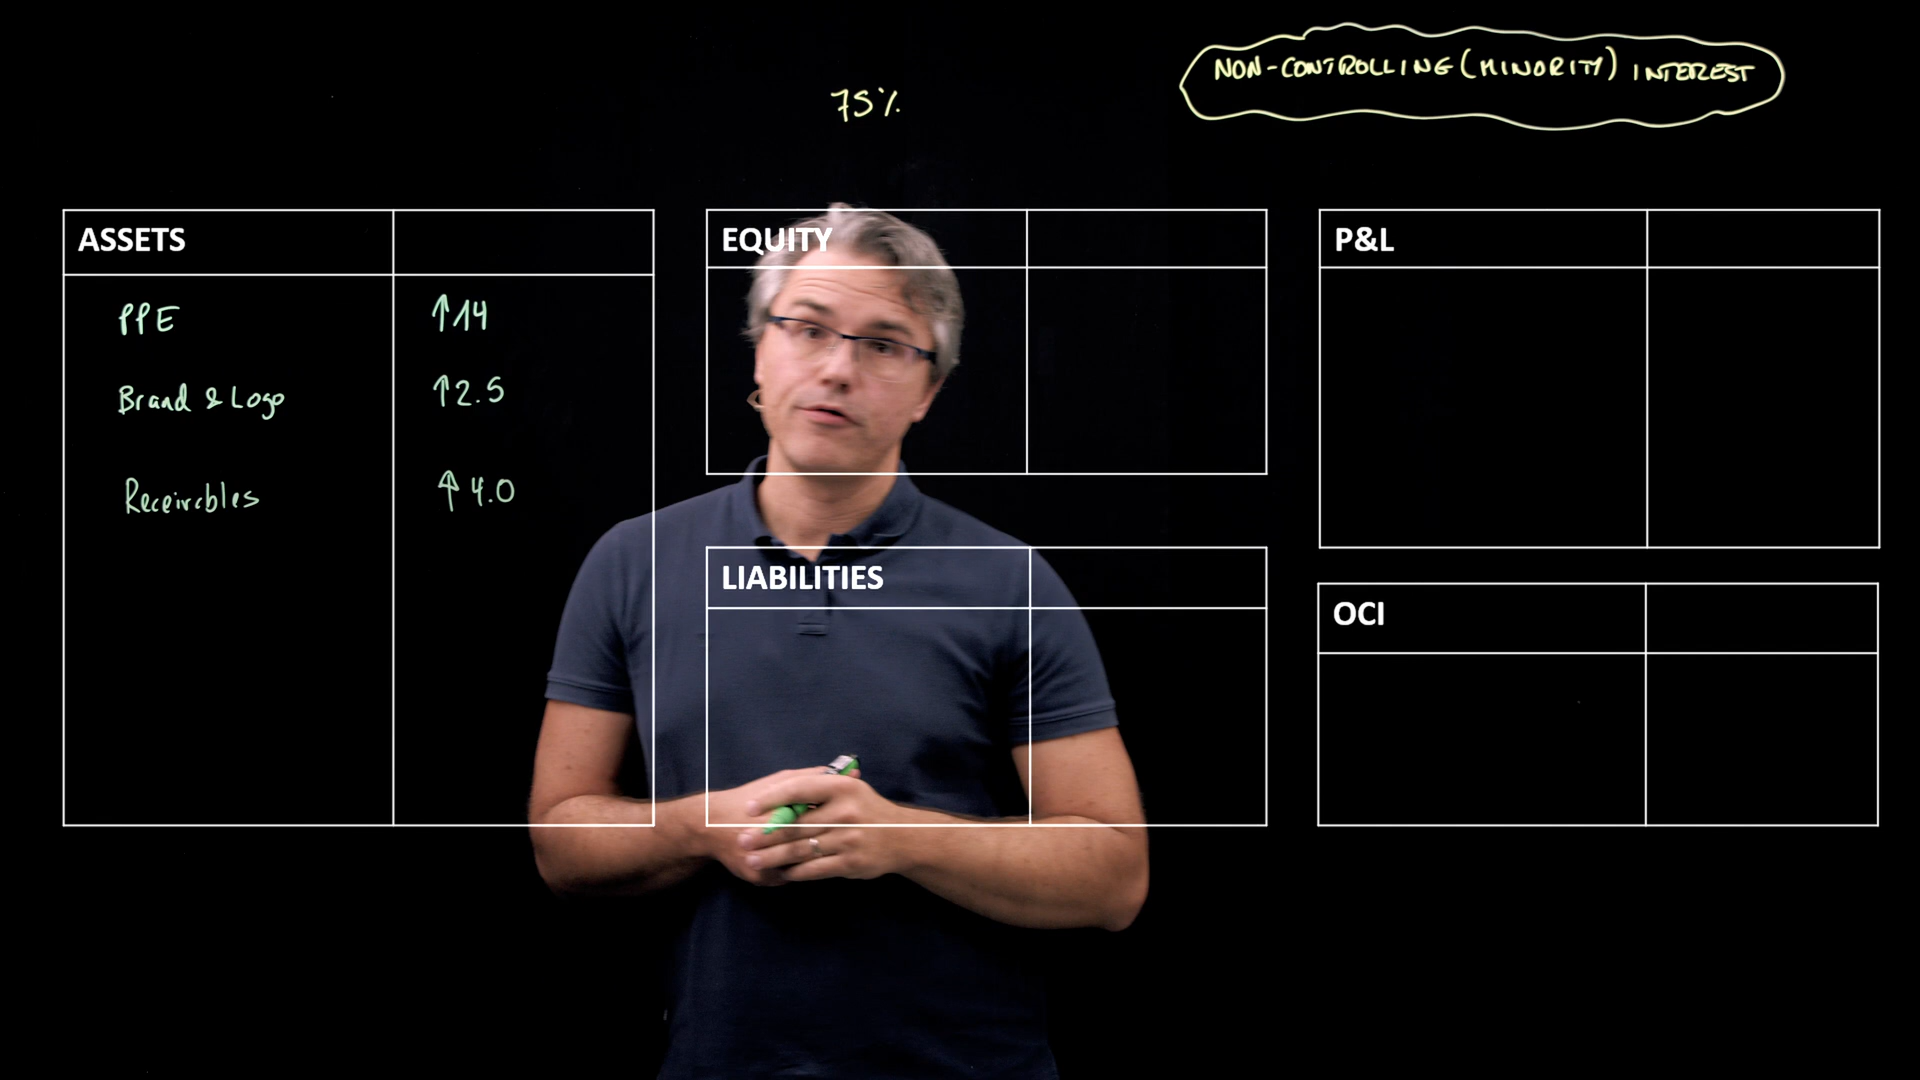 NON-CONTROLLING (MINORITY) INTEREST
75%
ASSETS
PPE ↑14
Brand & Logo ↑2.5
Receivables ↑4.0
EQUITY
LIABILITIES
P&L
OCI